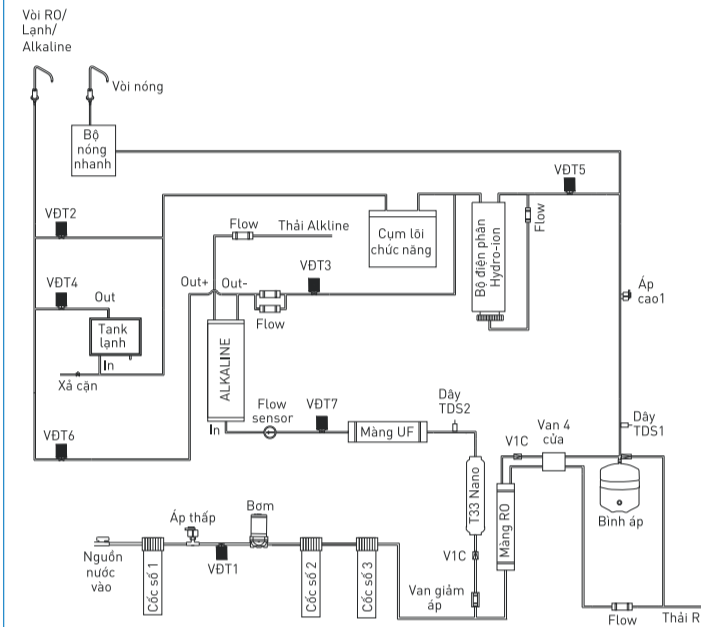 Vòi RO/
Lạnh/
Alkaline
Vòi nóng
Bộ
nóng
nhanh
VĐT5
VĐT2
Flow
Thải Alkline
Cụm lõi
chức năng
Bộ điện phân
Hydro-ion
Flow
VĐT4
Out
Out+
Out-
VĐT3
Flow
Áp
cao1
Tank
lạnh
In
Xả cặn
ALKALINE
Flow
sensor
VĐT7
Dây
TDS2
Van 4
cửa
Dây
TDS1
VĐT6
In
Màng UF
V1C
T33 Nano
Màng RO
Bình áp
Áp thấp
Bơm
Nguồn
nước
vào
Cốc số 1
VĐT1
Cốc số 2
Cốc số 3
V1C
Van giảm
áp
Flow
Thải R